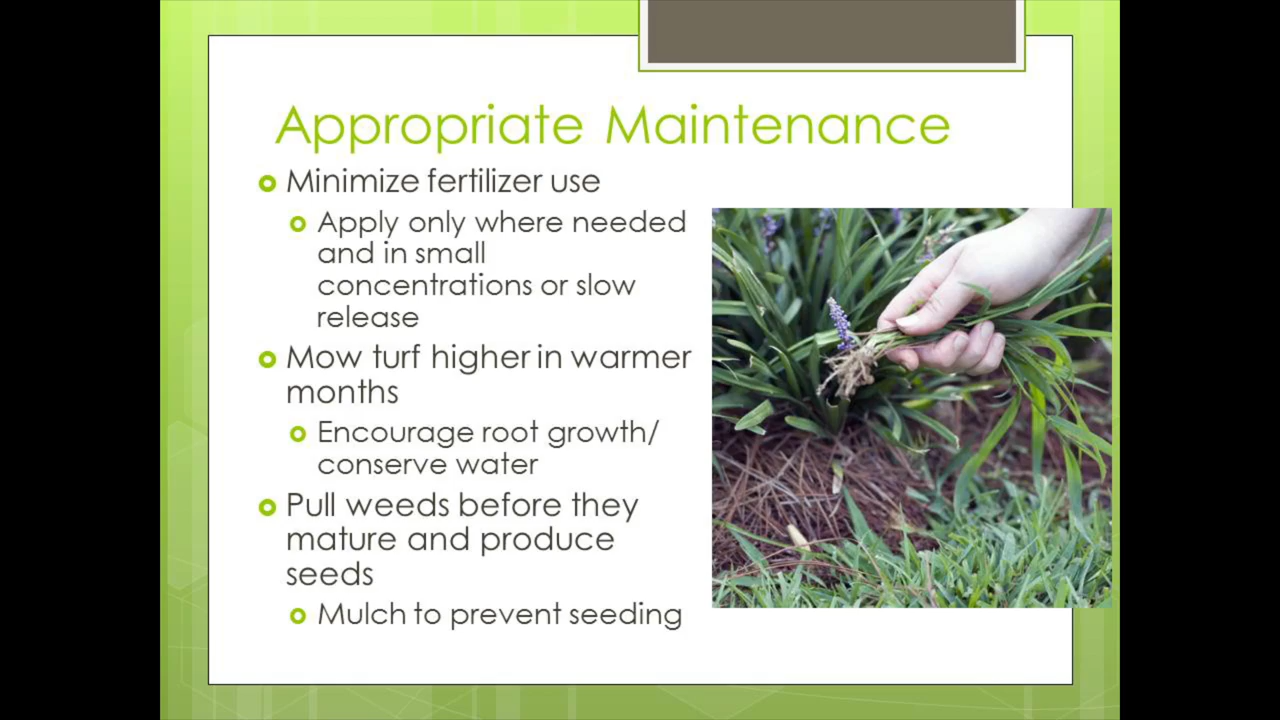 Appropriate Maintenance
Minimize fertilizer use
Apply only where needed
and in small
concentrations or slow
release
Mow turf higher in warmer
months
Encourage root growth/
conserve water
Pull weeds before they
mature and produce
seeds
Mulch to prevent seeding